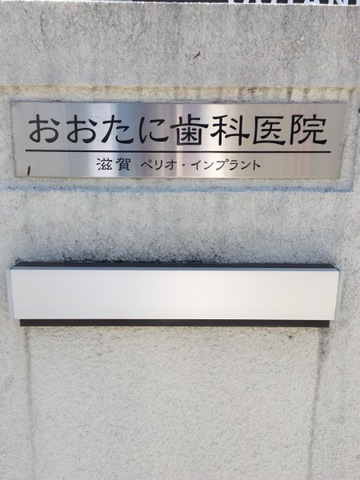 おおたに歯科医院
滋賀 ペリオ・インプラント